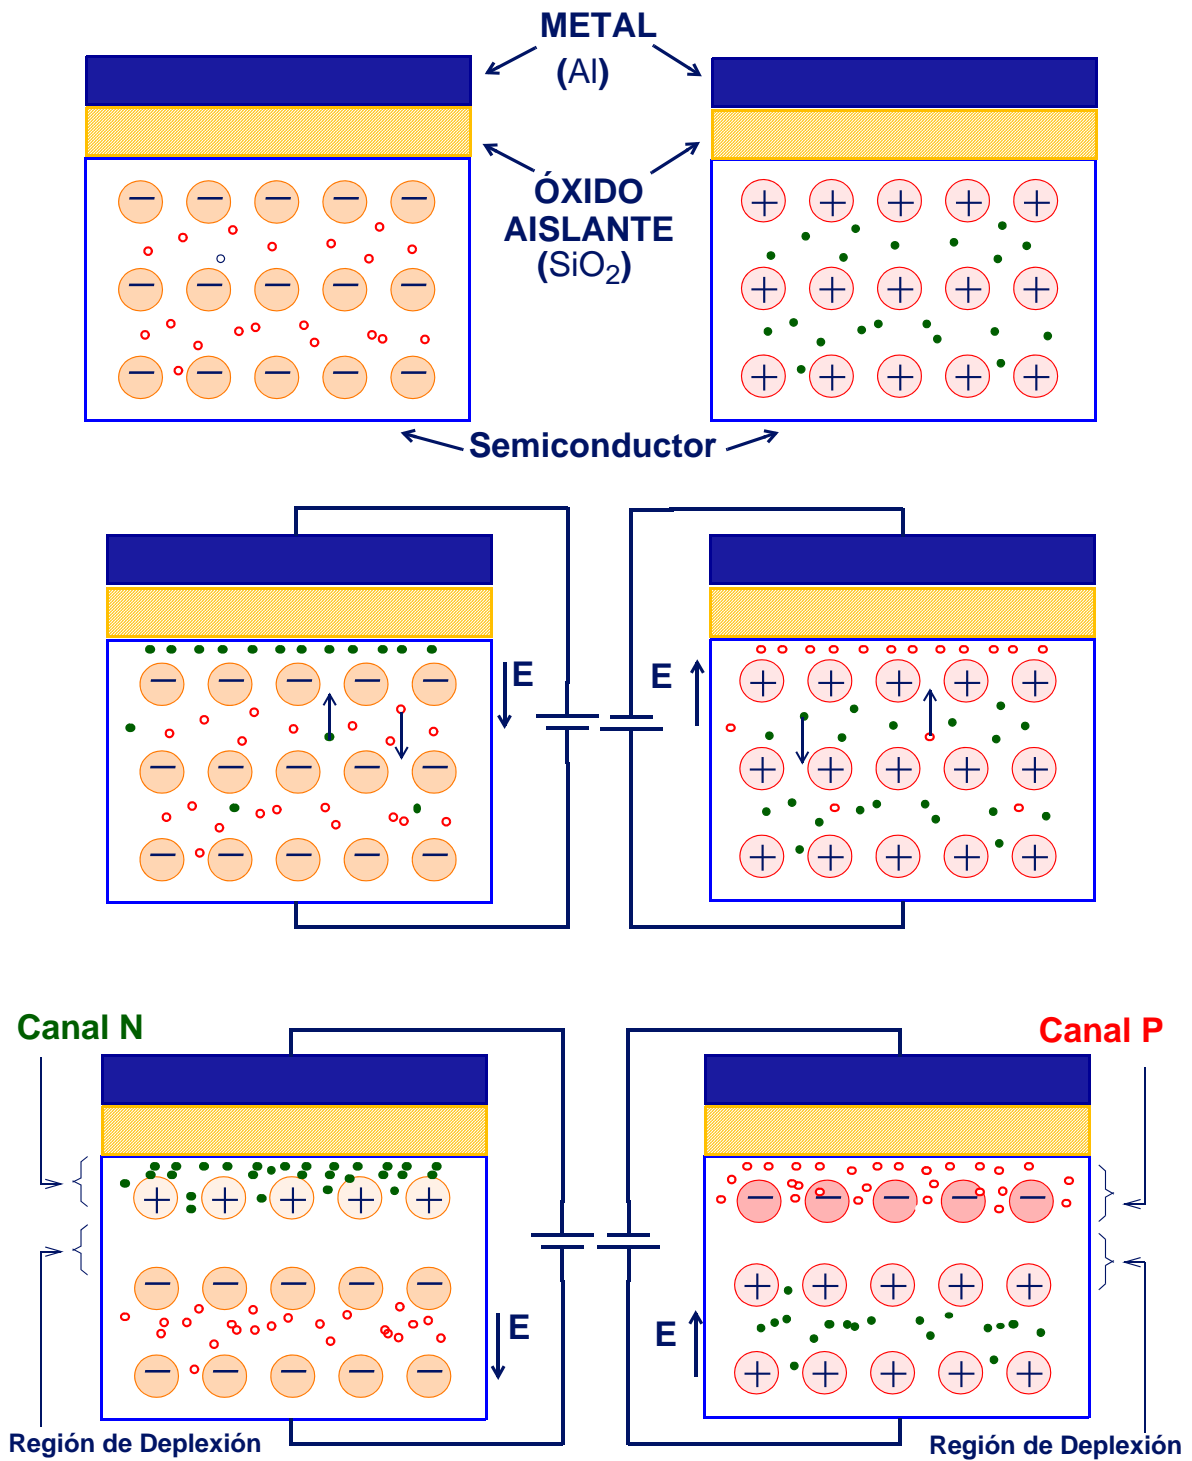 METAL
(Al)
ÓXIDO
AISLANTE
(SiO2)
Semiconductor
E
E
Canal N
Canal P
E
E
Región de Deplexión
Región de Deplexión